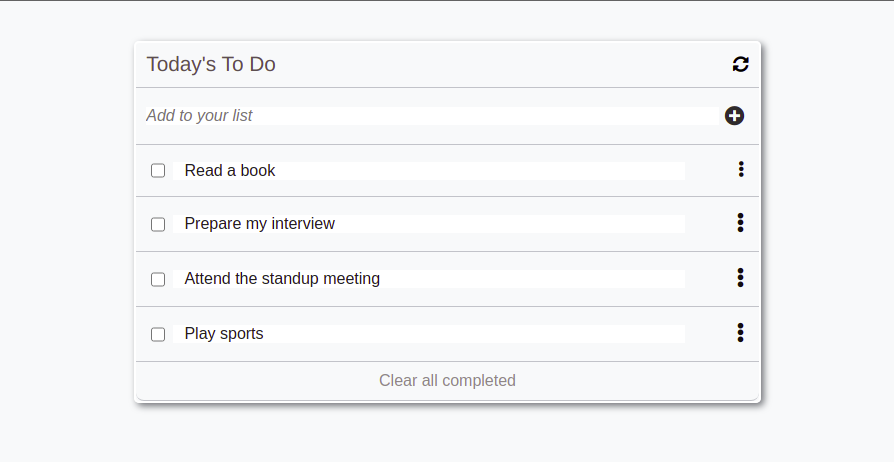 Today's To Do
Add to your list
Read a book
Prepare my interview
Attend the standup meeting
Play sports
Clear all completed